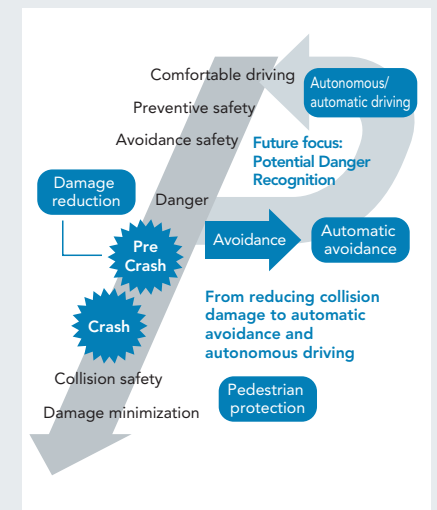 Comfortable driving
Autonomous/
automatic driving
Preventive safety
Avoidance safety
Future focus:
Potential Danger
Recognition
Damage
reduction
Danger
Pre
Crash
Avoidance
Automatic
avoidance
Crash
From reducing collision
damage to automatic
avoidance and
autonomous driving
Collision safety
Damage minimization
Pedestrian
protection